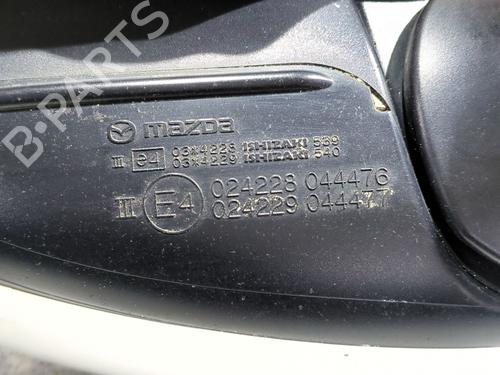 B-PARTS
mazda
III e4 03*4228 ISHIZAKI 539
03*4229 ISHIZAKI 540
III E4 024228 044476
024229 044477